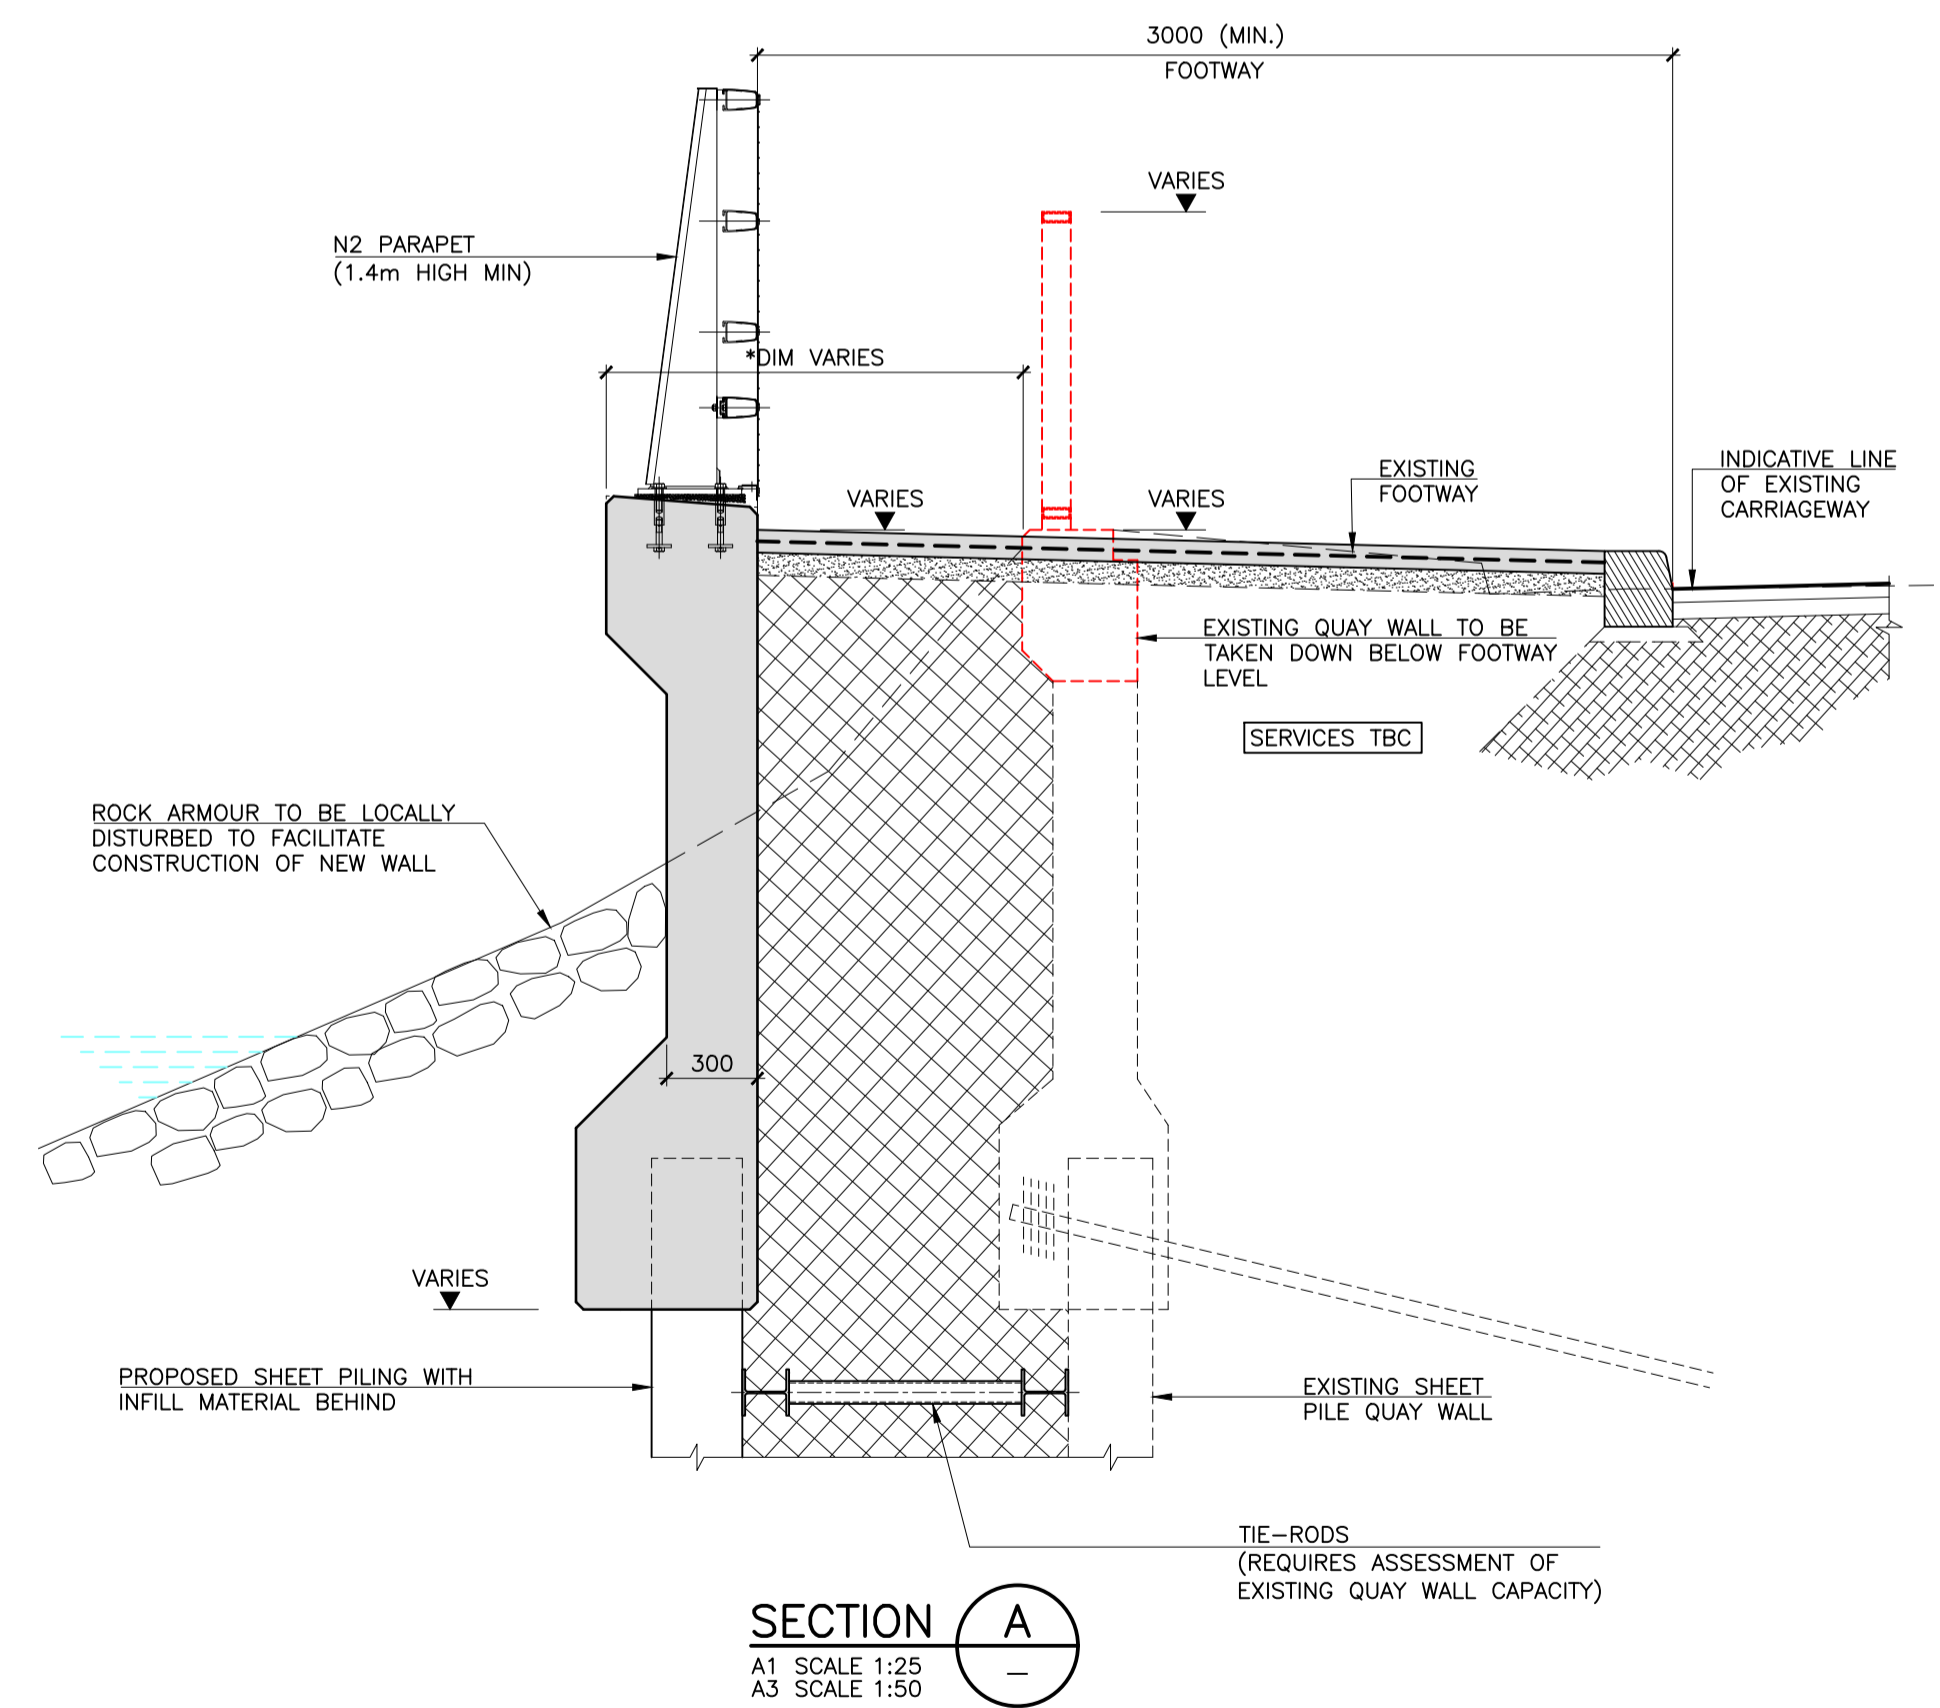 3000 (MIN.)
FOOTWAY
VARIES
N2 PARAPET
(1.4m HIGH MIN)
*DIM VARIES
VARIES
VARIES
EXISTING
FOOTWAY
INDICATIVE LINE
OF EXISTING
CARRIAGEWAY
EXISTING QUAY WALL TO BE
TAKEN DOWN BELOW FOOTWAY
LEVEL
SERVICES TBC
ROCK ARMOUR TO BE LOCALLY
DISTURBED TO FACILITATE
CONSTRUCTION OF NEW WALL
300
VARIES
PROPOSED SHEET PILING WITH
INFILL MATERIAL BEHIND
EXISTING SHEET
PILE QUAY WALL
TIE-RODS
(REQUIRES ASSESSMENT OF
EXISTING QUAY WALL CAPACITY)
SECTION A
A1 SCALE 1:25
A3 SCALE 1:50
–